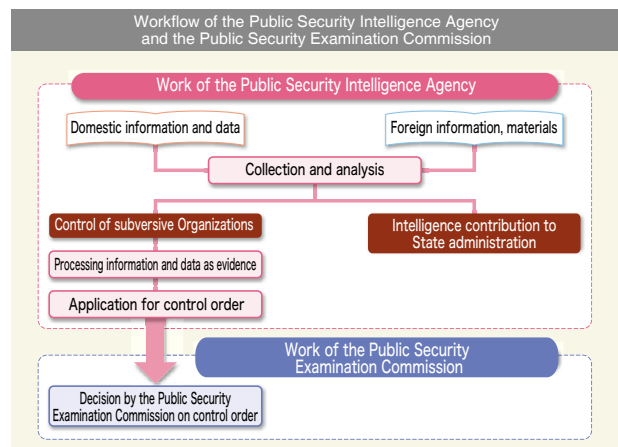 Workflow of the Public Security Intelligence Agency
and the Public Security Examination Commission
Work of the Public Security Intelligence Agency
Domestic information and data
Foreign information, materials
Collection and analysis
Control of subversive Organizations
Intelligence contribution to
State administration
Processing information and data as evidence
Application for control order
Work of the Public Security
Examination Commission
Decision by the Public Security
Examination Commission on control order